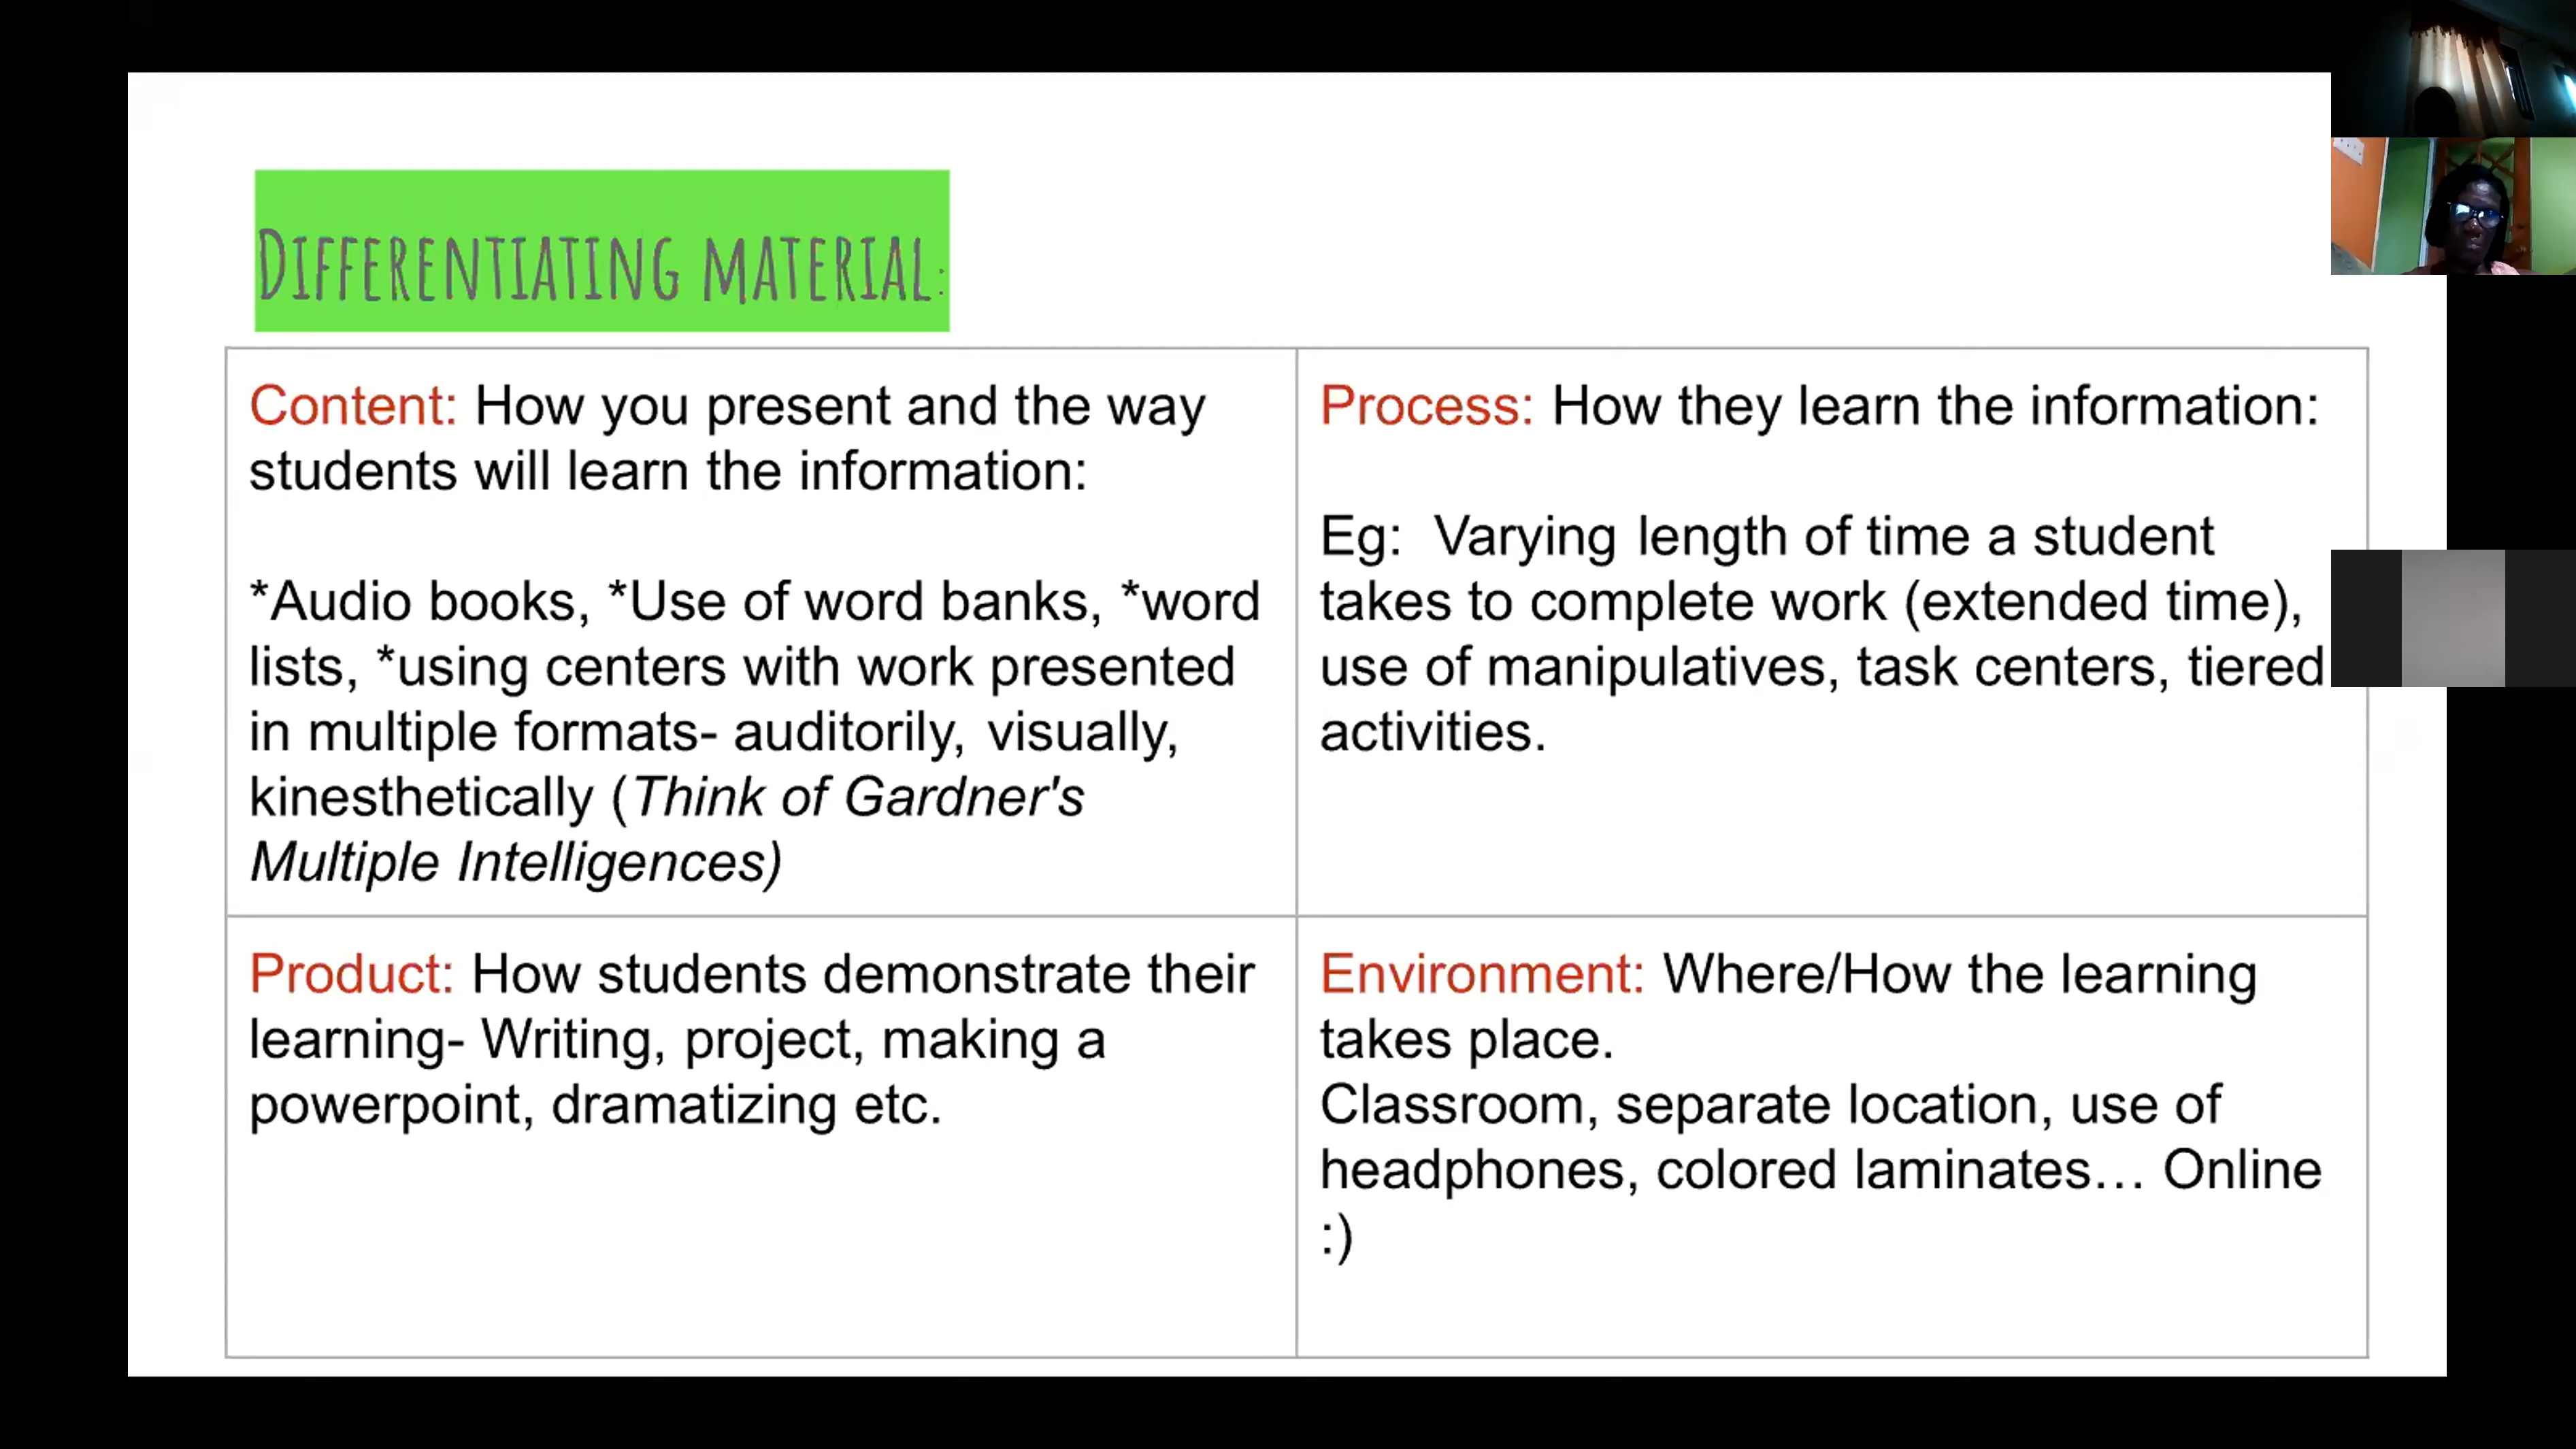 DIFFERENTIATING MATERIAL:
Content: How you present and the way
students will learn the information:
*Audio books, *Use of word banks, *word
lists, *using centers with work presented
in multiple formats- auditorily, visually,
kinesthetically (Think of Gardner's
Multiple Intelligences)
Process: How they learn the information:
Eg: Varying length of time a student
takes to complete work (extended time),
use of manipulatives, task centers, tiered
activities.
Product: How students demonstrate their
learning- Writing, project, making a
powerpoint, dramatizing etc.
Environment: Where/How the learning
takes place.
Classroom, separate location, use of
headphones, colored laminates… Online
:)